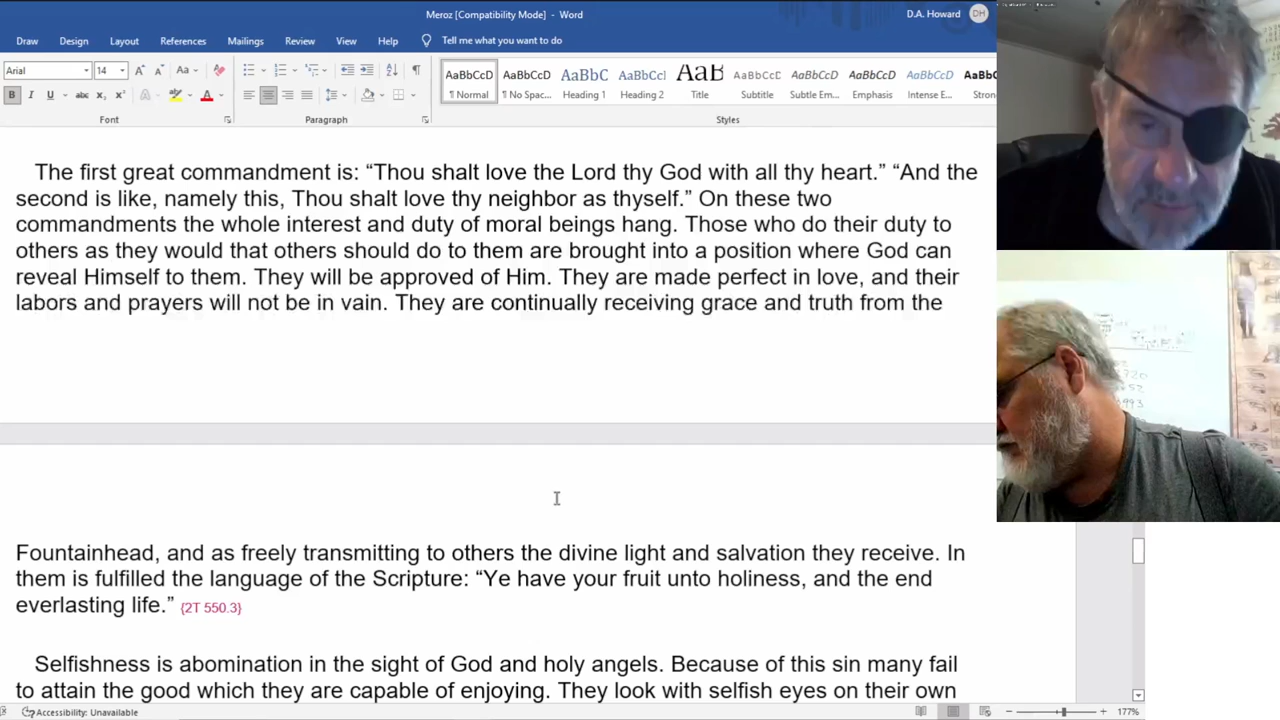 Meroz [Compatibility Mode] - Word
D.A. Howard
DH
Draw Design Layout References Mailings Review View Help Tell me what you want to do
Arial 14 Aa
AaBbCcD AaBbCcD AaBbC AaBbCcl AaB AaBbCcD AaBbCcD AaBbCcD AaBbCcD AaBbC
¶ Normal ¶ No Spac... Heading 1 Heading 2 Title Subtitle Subtle Em... Emphasis Intense E... Stron
Font Paragraph Styles
The first great commandment is: “Thou shalt love the Lord thy God with all thy heart.” “And the
second is like, namely this, Thou shalt love thy neighbor as thyself.” On these two
commandments the whole interest and duty of moral beings hang. Those who do their duty to
others as they would that others should do to them are brought into a position where God can
reveal Himself to them. They will be approved of Him. They are made perfect in love, and their
labors and prayers will not be in vain. They are continually receiving grace and truth from the
Fountainhead, and as freely transmitting to others the divine light and salvation they receive. In
them is fulfilled the language of the Scripture: “Ye have your fruit unto holiness, and the end
everlasting life.” {2T 550.3}
Selfishness is abomination in the sight of God and holy angels. Because of this sin many fail
to attain the good which they are capable of enjoying. They look with selfish eyes on their own
Accessibility: Unavailable
177%